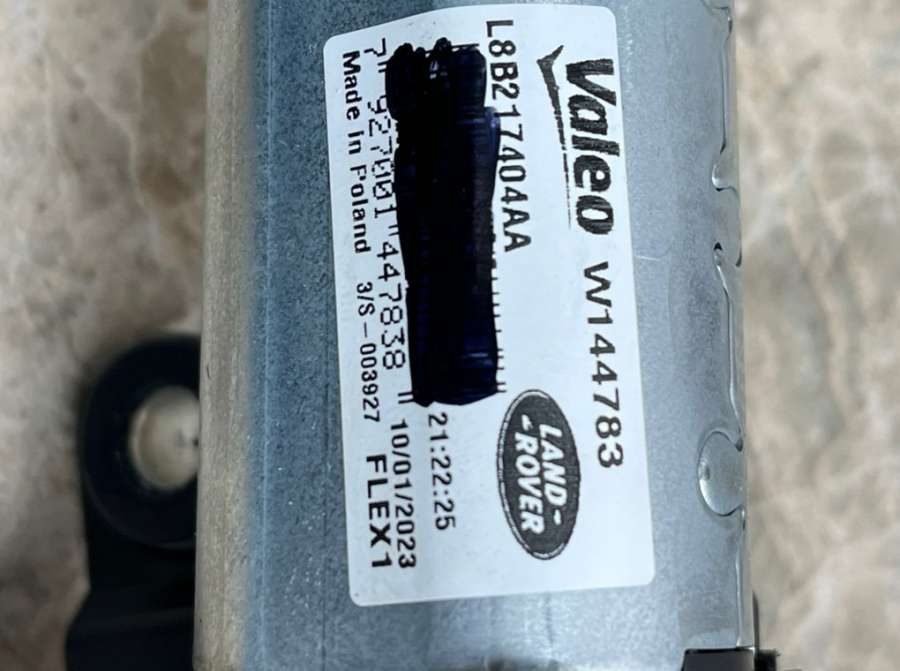 Valeo W144783
L8B217404AA
LAND-
-ROVER
21:22:25
927001 447838 10/01/2023
Made In Poland 3/S-003927 FLEX1